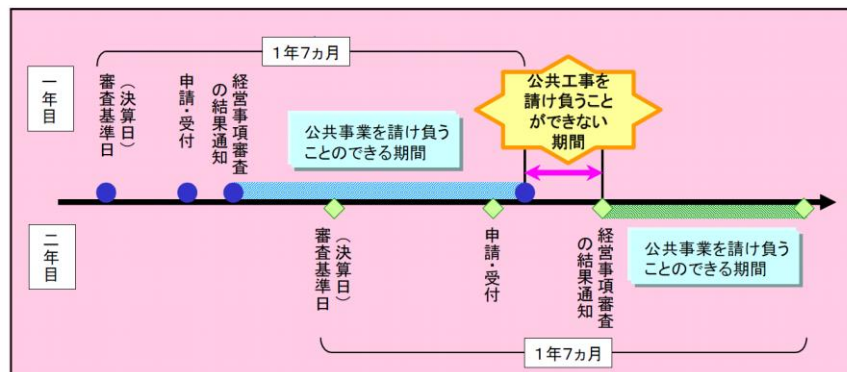 1年7ヵ月
一年目
審査基準日
（決算日）
申請・受付
経営事項審査
の結果通知
公共事業を請け負う
ことのできる期間
公共工事を
請け負うこと
ができない
期間
二年目
審査基準日
（決算日）
申請・受付
経営事項審査
の結果通知
公共事業を請け負う
ことのできる期間
1年7ヵ月